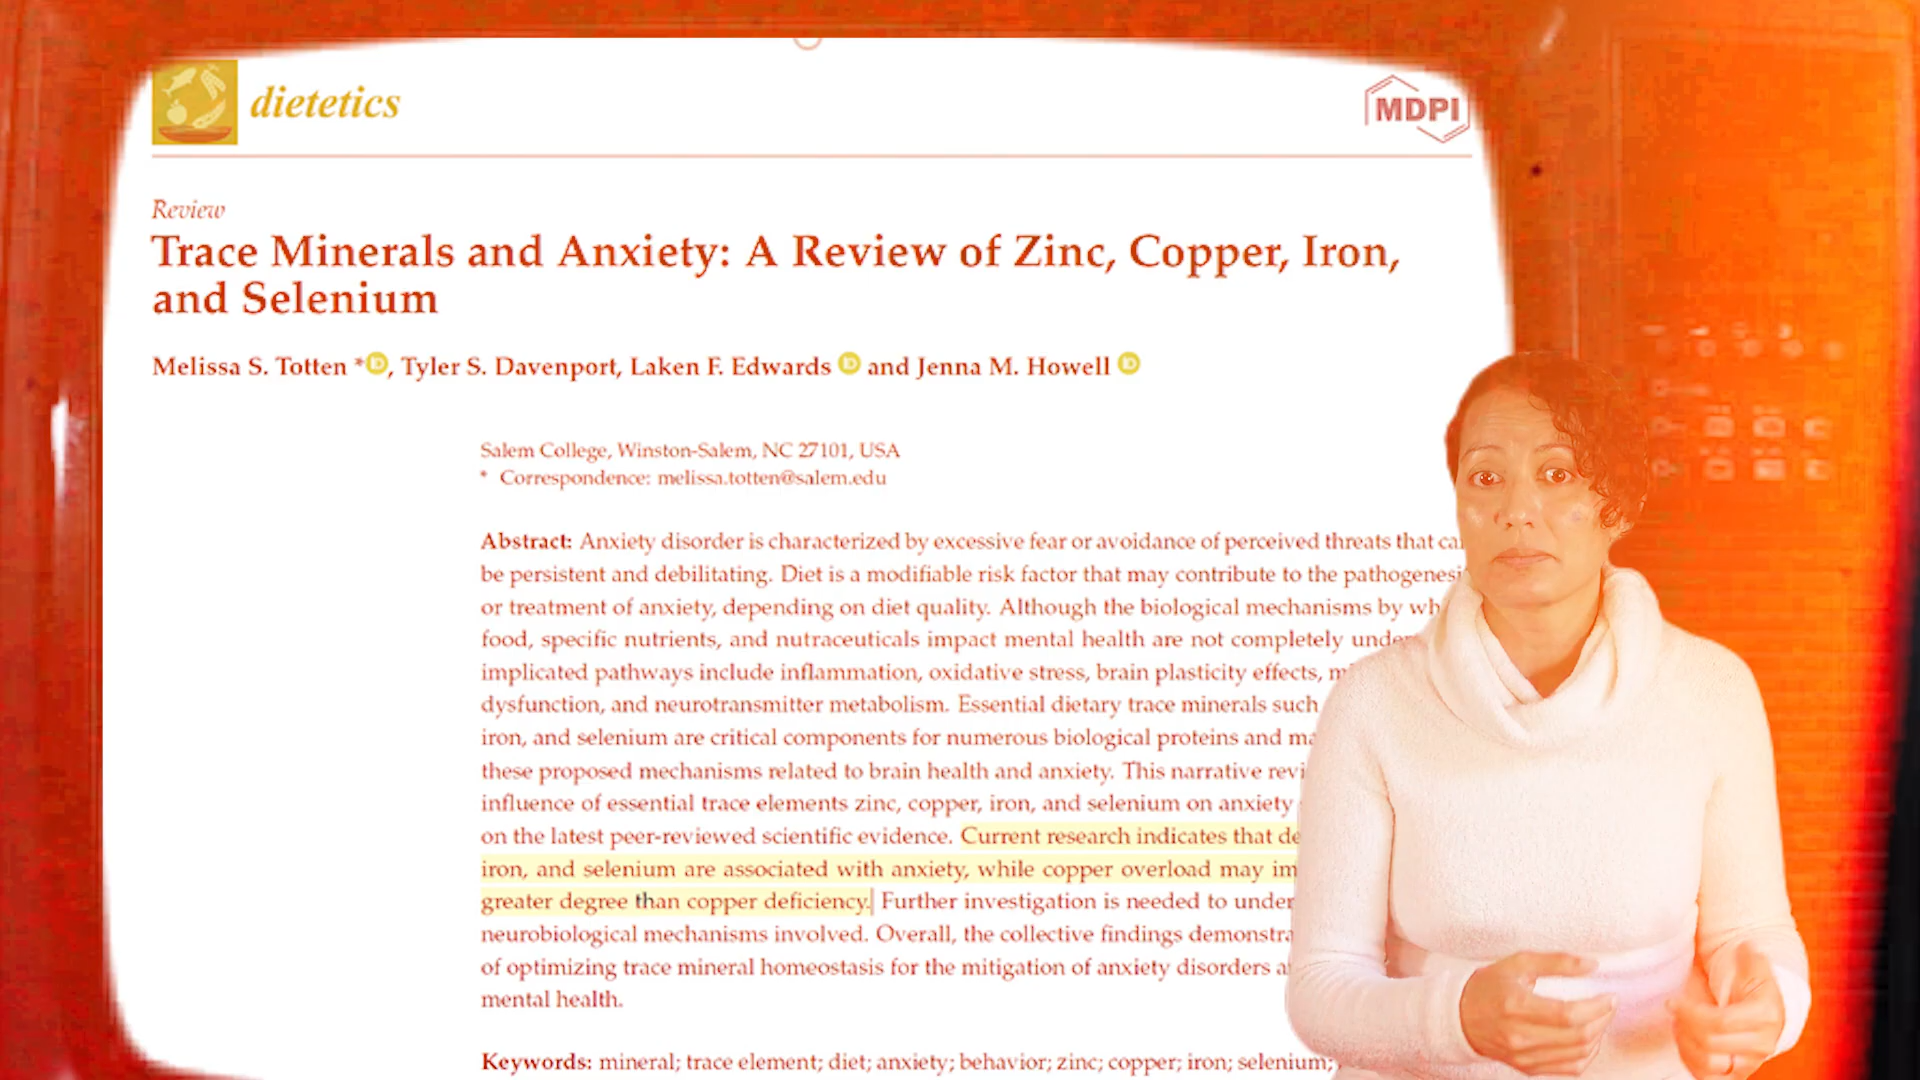 dietetics
MDPI
Review
Trace Minerals and Anxiety: A Review of Zinc, Copper, Iron,
and Selenium
Melissa S. Totten *, Tyler S. Davenport, Laken F. Edwards and Jenna M. Howell
Salem College, Winston-Salem, NC 27101, USA
* Correspondence: melissa.totten@salem.edu
Abstract: Anxiety disorder is characterized by excessive fear or avoidance of perceived threats that
be persistent and debilitating. Diet is a modifiable risk factor that may contribute to the
or treatment of anxiety, depending on diet quality. Although the biological mechanisms by
food, specific nutrients, and nutraceuticals impact mental health are not completely
implicated pathways include inflammation, oxidative stress, brain plasticity effects,
dysfunction, and neurotransmitter metabolism. Essential dietary trace minerals such
iron, and selenium are critical components for numerous biological proteins and
these proposed mechanisms related to brain health and anxiety. This narrative
influence of essential trace elements zinc, copper, iron, and selenium on anxiety
on the latest peer-reviewed scientific evidence. Current research indicates that
iron, and selenium are associated with anxiety, while copper overload may
greater degree than copper deficiency. Further investigation is needed to
neurobiological mechanisms involved. Overall, the collective findings
of optimizing trace mineral homeostasis for the mitigation of anxiety disorders
mental health.
Keywords: mineral; trace element; diet; anxiety; behavior; zinc; copper; iron; selenium;